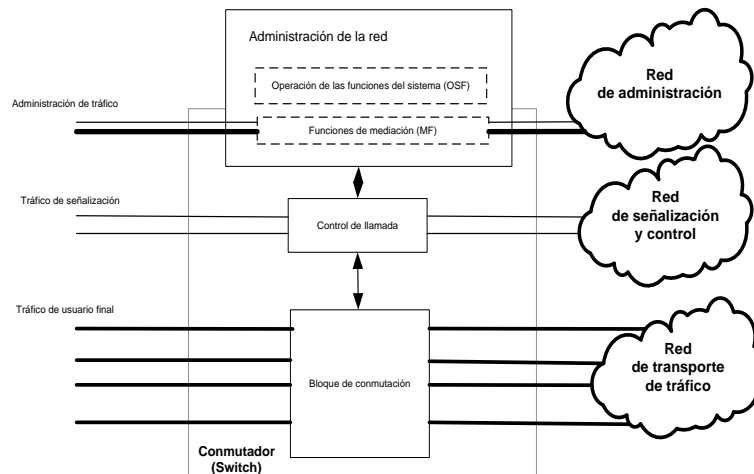 Administración de la red
Operación de las funciones del sistema (OSF)
Red
de administración
Administración de tráfico
Funciones de mediación (MF)
Tráfico de señalización
Control de llamada
Red
de señalización
y control
Tráfico de usuario final
Bloque de conmutación
Red
de transporte
de tráfico
Conmutador
(Switch)